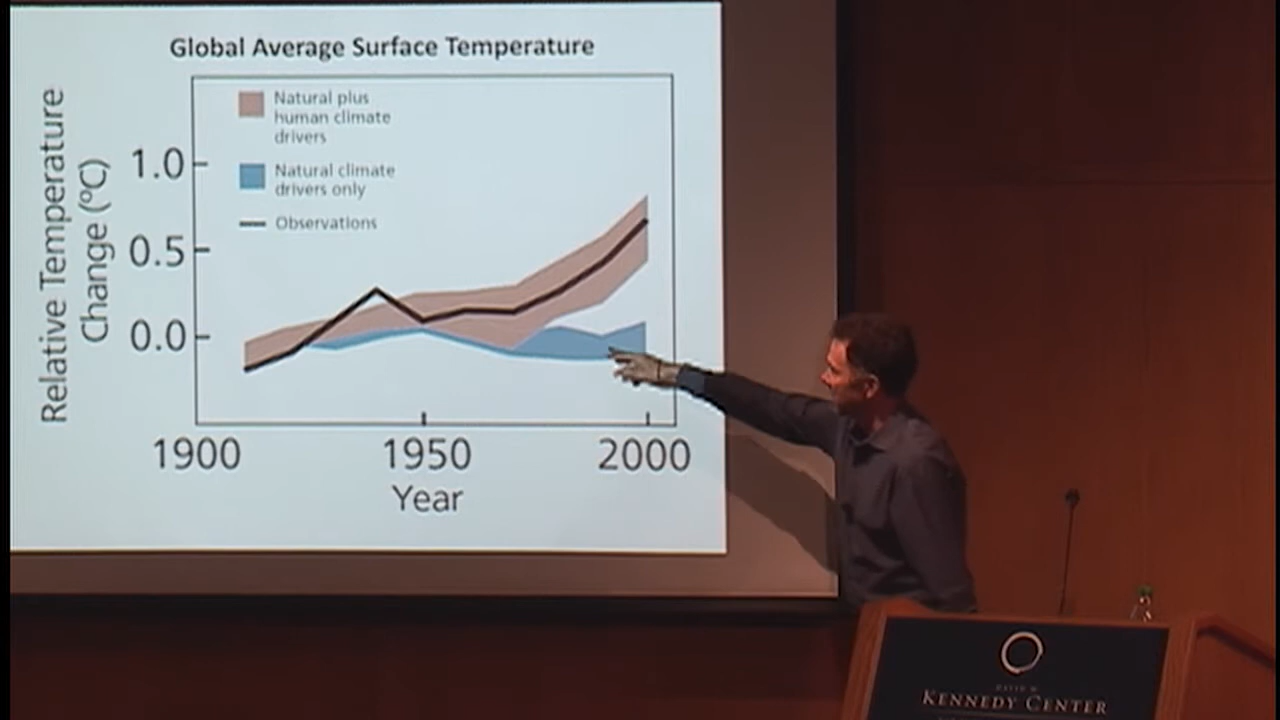 Global Average Surface Temperature
Relative Temperature
Change (ºC)
Natural plus
human climate
drivers
Natural climate
drivers only
Observations
1.0
0.5
0.0
1900 1950 2000
Year
DAVID M.
KENNEDY CENTER